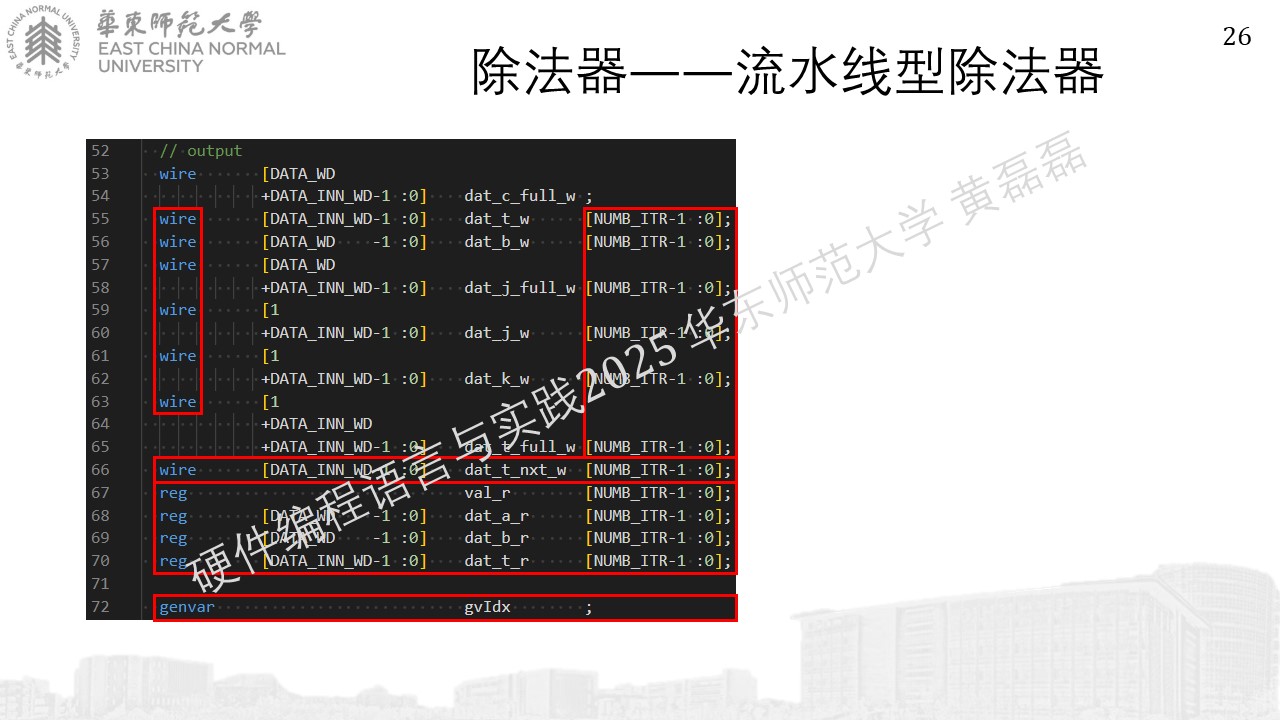 華東師範大學
EAST CHINA NORMAL
UNIVERSITY
EAST CHINA NORMAL UNIVERSITY
華東師範大學
26
除法器——流水线型除法器
52 // output
53 wire [DATA_WD
54 +DATA_INN_WD-1 :0] dat_c_full_w ;
55 wire [DATA_INN_WD-1 :0] dat_t_w [NUMB_ITR-1 :0];
56 wire [DATA_WD -1 :0] dat_b_w [NUMB_ITR-1 :0];
57 wire [DATA_WD
58 +DATA_INN_WD-1 :0] dat_j_full_w [NUMB_ITR-1 :0];
59 wire [1
60 +DATA_INN_WD-1 :0] dat_j_w [NUMB_ITR-1 :0];
61 wire [1
62 +DATA_INN_WD-1 :0] dat_k_w [NUMB_ITR-1 :0];
63 wire [1
64 +DATA_INN_WD
65 +DATA_INN_WD-1 :0] dat_t_full_w [NUMB_ITR-1 :0];
66 wire [DATA_INN_WD-1 :0] dat_t_nxt_w [NUMB_ITR-1 :0];
67 reg val_r [NUMB_ITR-1 :0];
68 reg [DATA_WD -1 :0] dat_a_r [NUMB_ITR-1 :0];
69 reg [DATA_WD -1 :0] dat_b_r [NUMB_ITR-1 :0];
70 reg [DATA_INN_WD-1 :0] dat_t_r [NUMB_ITR-1 :0];
71
72 genvar gvIdx ;
硬件编程语言与实践2025 华东师范大学 黄磊磊